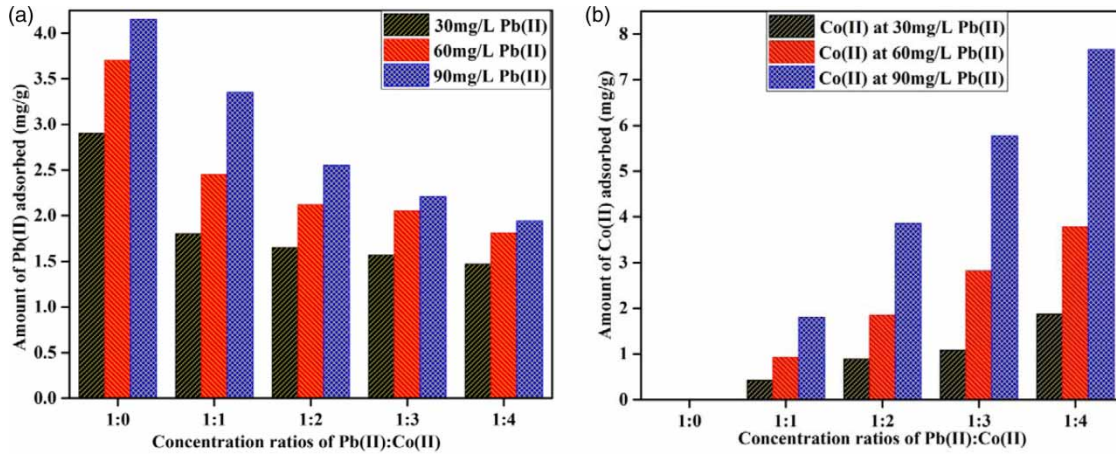 (a)
4.0
3.5
3.0
2.5
2.0
1.5
1.0
0.5
0.0
Amount of Pb(II) adsorbed (mg/g)
30mg/L Pb(II)
60mg/L Pb(II)
90mg/L Pb(II)
1:0 1:1 1:2 1:3 1:4
Concentration ratios of Pb(II):Co(II)
(b)
8
7
6
5
4
3
2
1
0
Amount of Co(II) adsorbed (mg/g)
Co(II) at 30mg/L Pb(II)
Co(II) at 60mg/L Pb(II)
Co(II) at 90mg/L Pb(II)
1:0 1:1 1:2 1:3 1:4
Concentration ratios of Pb(II):Co(II)